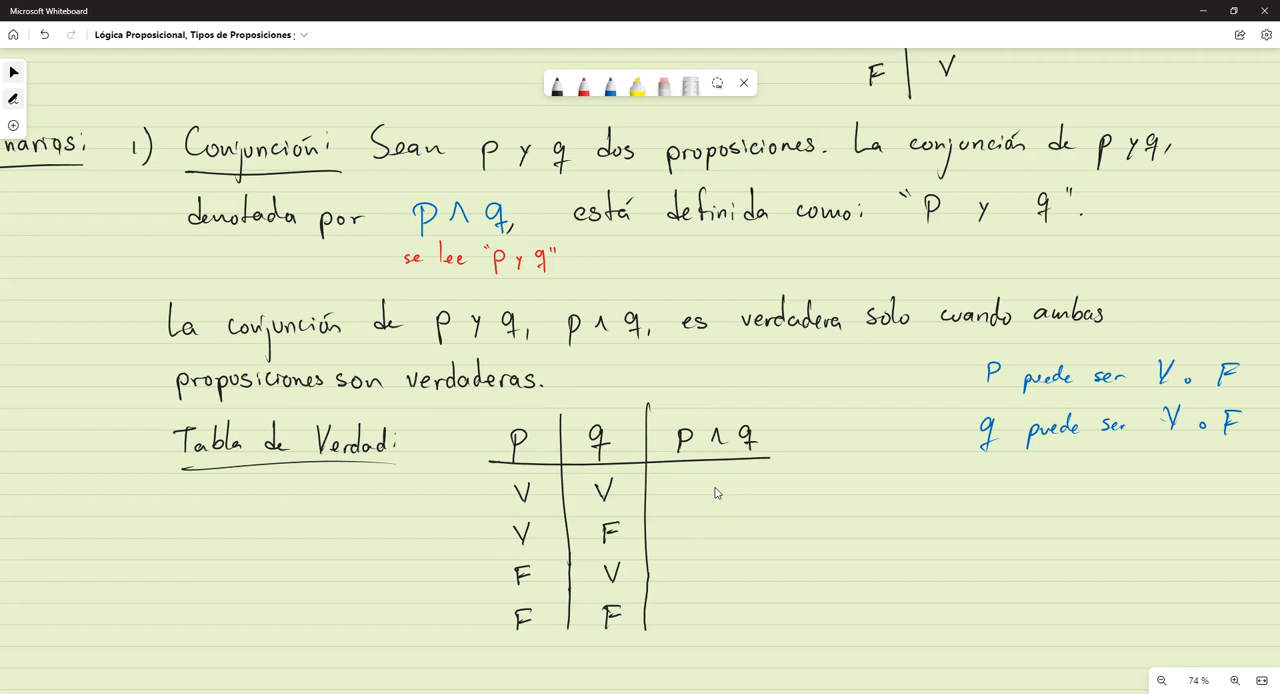 Microsoft Whiteboard
Lógica Proposicional, Tipos de Proposiciones
F | V
narios: 1) Conjunción: Sean p y q dos proposiciones. La conjunción de p y q,
denotada por p ∧ q, está definida como: "p y q".
se lee "p y q"
La conjunción de p y q, p ∧ q, es verdadera solo cuando ambas
proposiciones son verdaderas.
P puede ser V o F
q puede ser V o F
Tabla de Verdad: p | q | p ∧ q
V | V |
V | F |
F | V |
F | F |
74 %